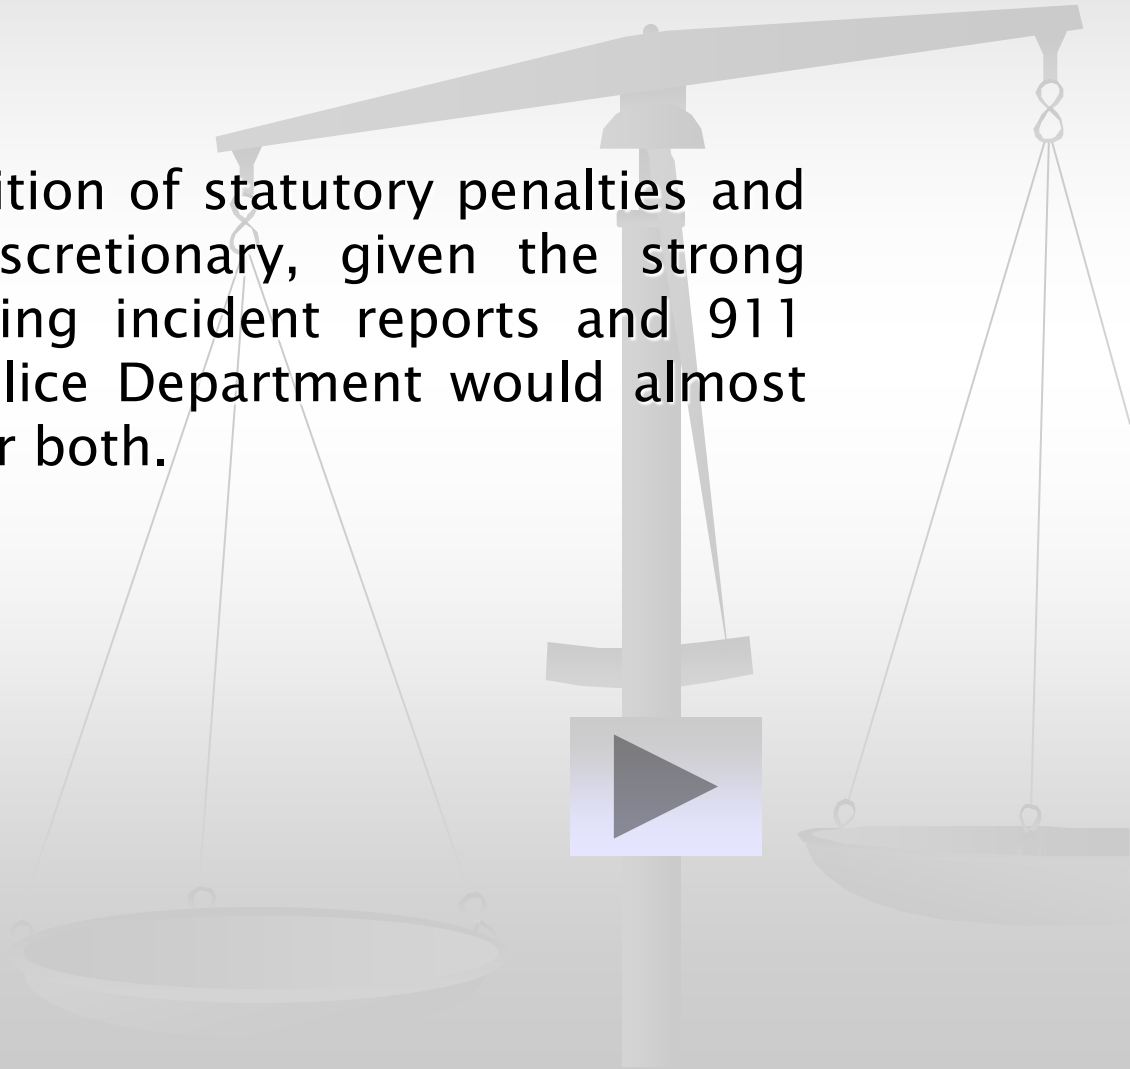 ition of statutory penalties and
scretionary, given the strong
ing incident reports and 911
lice Department would almost
r both.